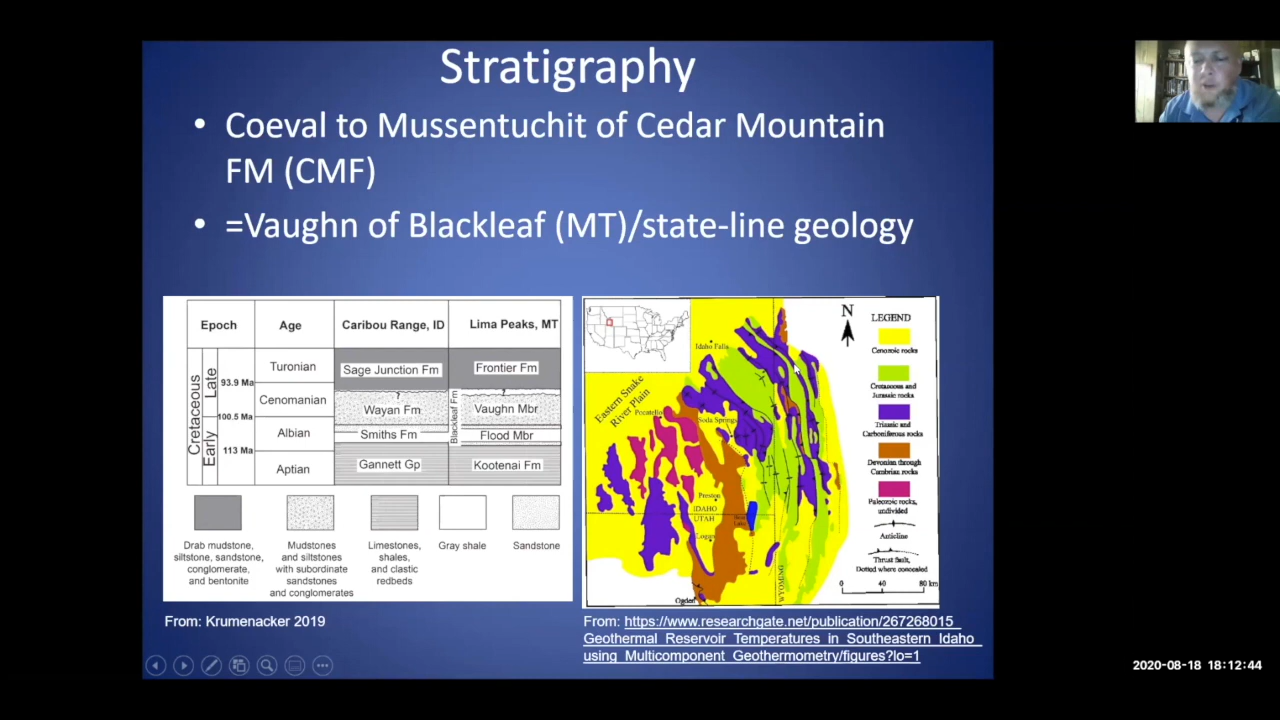 Stratigraphy
• Coeval to Mussentuchit of Cedar Mountain
FM (CMF)
• =Vaughn of Blackleaf (MT)/state-line geology
Epoch
Age
Caribou Range, ID
Lima Peaks, MT
Cretaceous
Late
Early
Turonian
Sage Junction Fm
Frontier Fm
93.9 Ma
Cenomanian
?
?
Wayan Fm
Vaughn Mbr
Blackleaf Fm
100.5 Ma
Albian
Smiths Fm
Flood Mbr
113 Ma
Aptian
Gannett Gp
Kootenai Fm
Drab mudstone,
siltstone, sandstone,
conglomerate,
and bentonite
Mudstones
and siltstones
with subordinate
sandstones
and conglomerates
Limestones,
shales,
and clastic
redbeds
Gray shale
Sandstone
From: Krumenacker 2019
Idaho Falls
Eastern Snake
River Plain
Pocatello
Soda Springs
Preston
IDAHO
UTAH
Logan
Ogden
WYOMING
N
LEGEND
Cenozoic rocks
Cretaceous and
Jurassic rocks
Triassic and
Carboniferous rocks
Devonian through
Cambrian rocks
Paleozoic rocks,
undivided
Anticline
Thrust fault,
Dotted where concealed
0 40 80 km
From: https://www.researchgate.net/publication/267268015_
Geothermal_Reservoir_Temperatures_in_Southeastern_Idaho_
using_Multicomponent_Geothermometry/figures?lo=1
2020-08-18 18:12:44